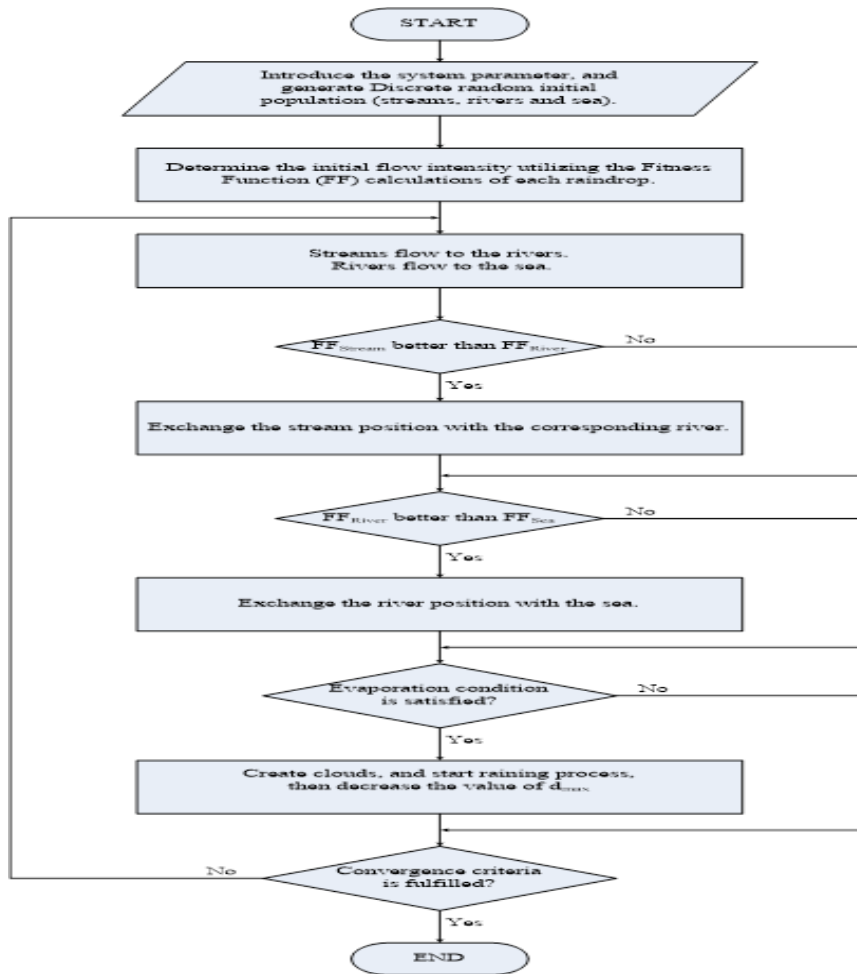 START
Introduce the system parameter, and
generate Discrete random initial
population (streams, rivers and sea).
Determine the initial flow intensity utilizing the Fitness
Function (FF) calculations of each raindrop.
Streams flow to the rivers.
Rivers flow to the sea.
FFStream better than FFRiver
No
Yes
Exchange the stream position with the corresponding river.
FFRiver better than FFSea
No
Yes
Exchange the river position with the sea.
Evaporation condition
is satisfied?
No
Yes
Create clouds, and start raining process,
then decrease the value of dmax
Convergence criteria
is fulfilled?
No
Yes
END